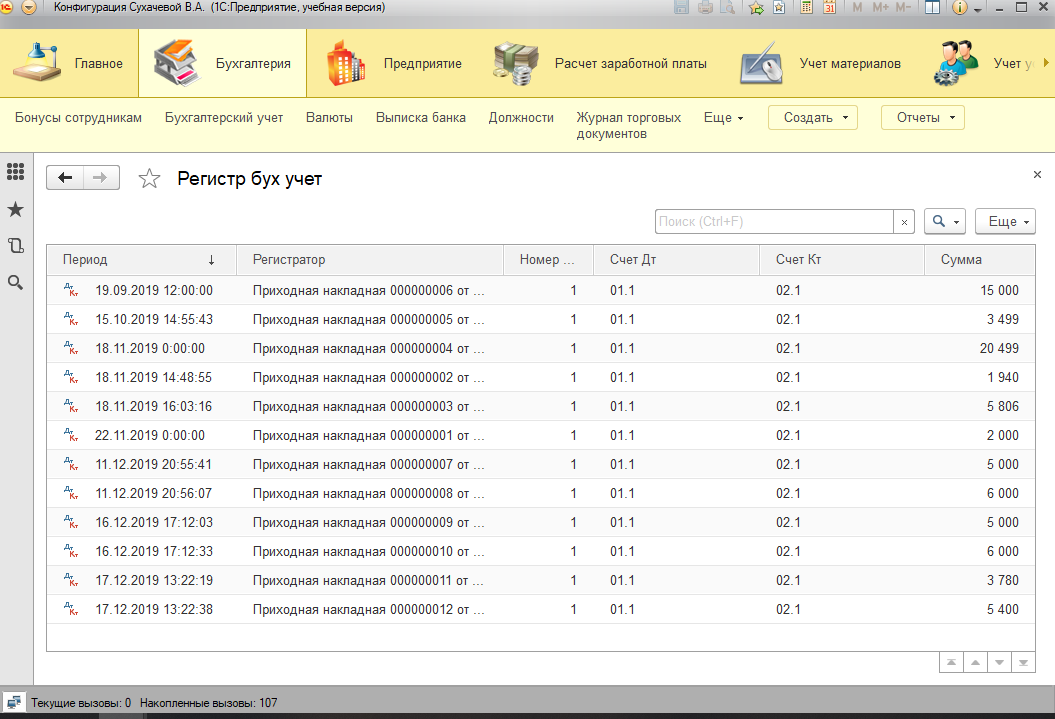 Конфигурация Сухачевой В.А. (1С:Предприятие, учебная версия)
M M+ M-
Главное Бухгалтерия Предприятие Расчет заработной платы Учет материалов Учет у
Бонусы сотрудникам Бухгалтерский учет Валюты Выписка банка Должности Журнал торговых документов Еще Создать Отчеты
Регистр бух учет
Поиск (Ctrl+F) × Еще
Период ↓ Регистратор Номер ... Счет Дт Счет Кт Сумма
19.09.2019 12:00:00 Приходная накладная 000000006 от ... 1 01.1 02.1 15 000
15.10.2019 14:55:43 Приходная накладная 000000005 от ... 1 01.1 02.1 3 499
18.11.2019 0:00:00 Приходная накладная 000000004 от ... 1 01.1 02.1 20 499
18.11.2019 14:48:55 Приходная накладная 000000002 от ... 1 01.1 02.1 1 940
18.11.2019 16:03:16 Приходная накладная 000000003 от ... 1 01.1 02.1 5 806
22.11.2019 0:00:00 Приходная накладная 000000001 от ... 1 01.1 02.1 2 000
11.12.2019 20:55:41 Приходная накладная 000000007 от ... 1 01.1 02.1 5 000
11.12.2019 20:56:07 Приходная накладная 000000008 от ... 1 01.1 02.1 6 000
16.12.2019 17:12:03 Приходная накладная 000000009 от ... 1 01.1 02.1 5 000
16.12.2019 17:12:33 Приходная накладная 000000010 от ... 1 01.1 02.1 6 000
17.12.2019 13:22:19 Приходная накладная 000000011 от ... 1 01.1 02.1 3 780
17.12.2019 13:22:38 Приходная накладная 000000012 от ... 1 01.1 02.1 5 400
Текущие вызовы: 0 Накопленные вызовы: 107